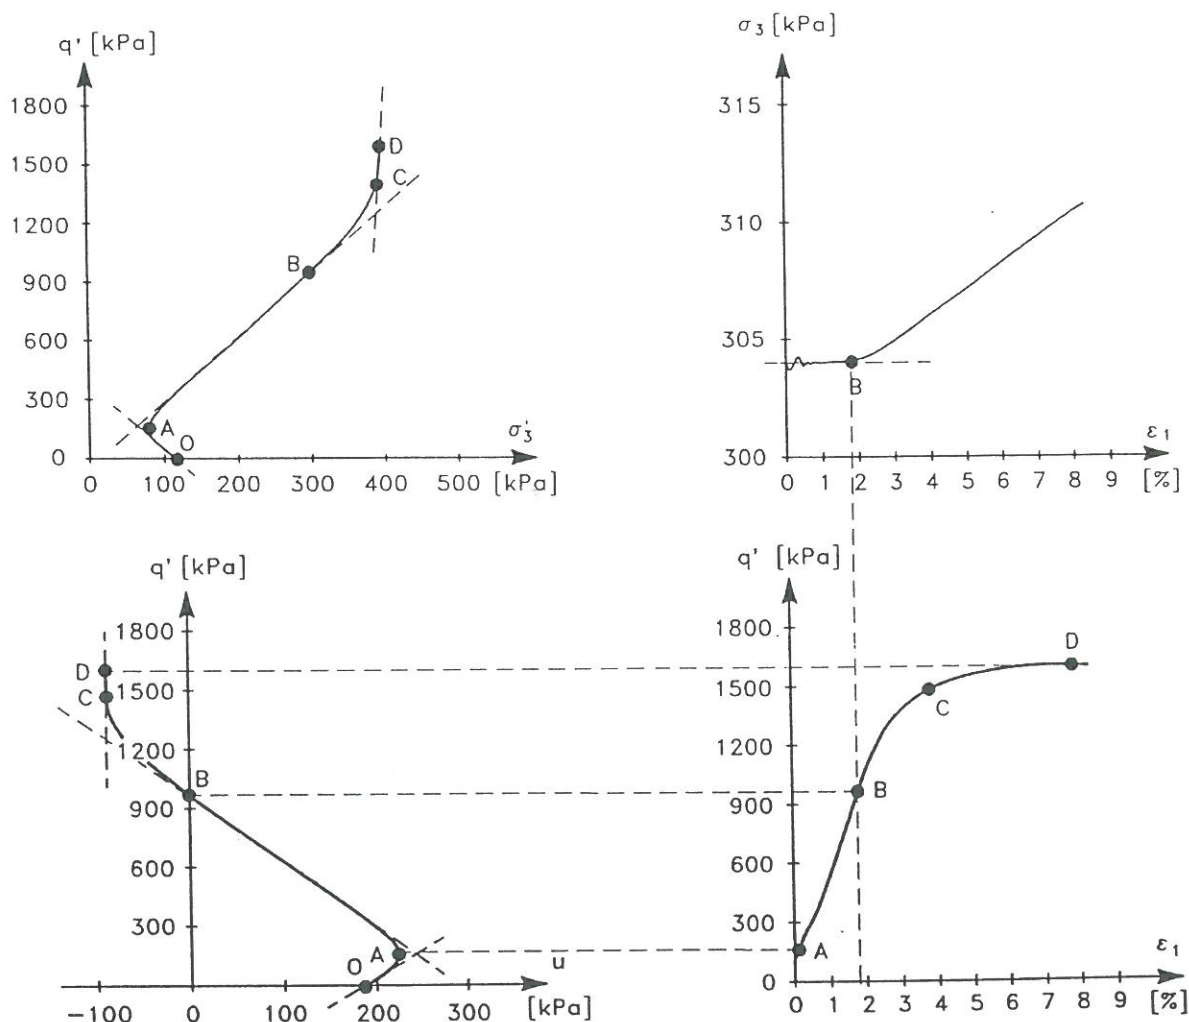 q' [kPa]
1800
1500
1200
900
600
300
0
D
C
B
A
O
σ₃'
0 100 200 300 400 500 [kPa]
σ₃ [kPa]
315
310
305
300
B
ε₁
0 1 2 3 4 5 6 7 8 9 [%]
q' [kPa]
1800
1500
1200
900
600
300
D
C
B
A
O
u
-100 0 100 200 300 [kPa]
q' [kPa]
1800
1500
1200
900
600
300
0
D
C
B
A
ε₁
0 1 2 3 4 5 6 7 8 9 [%]